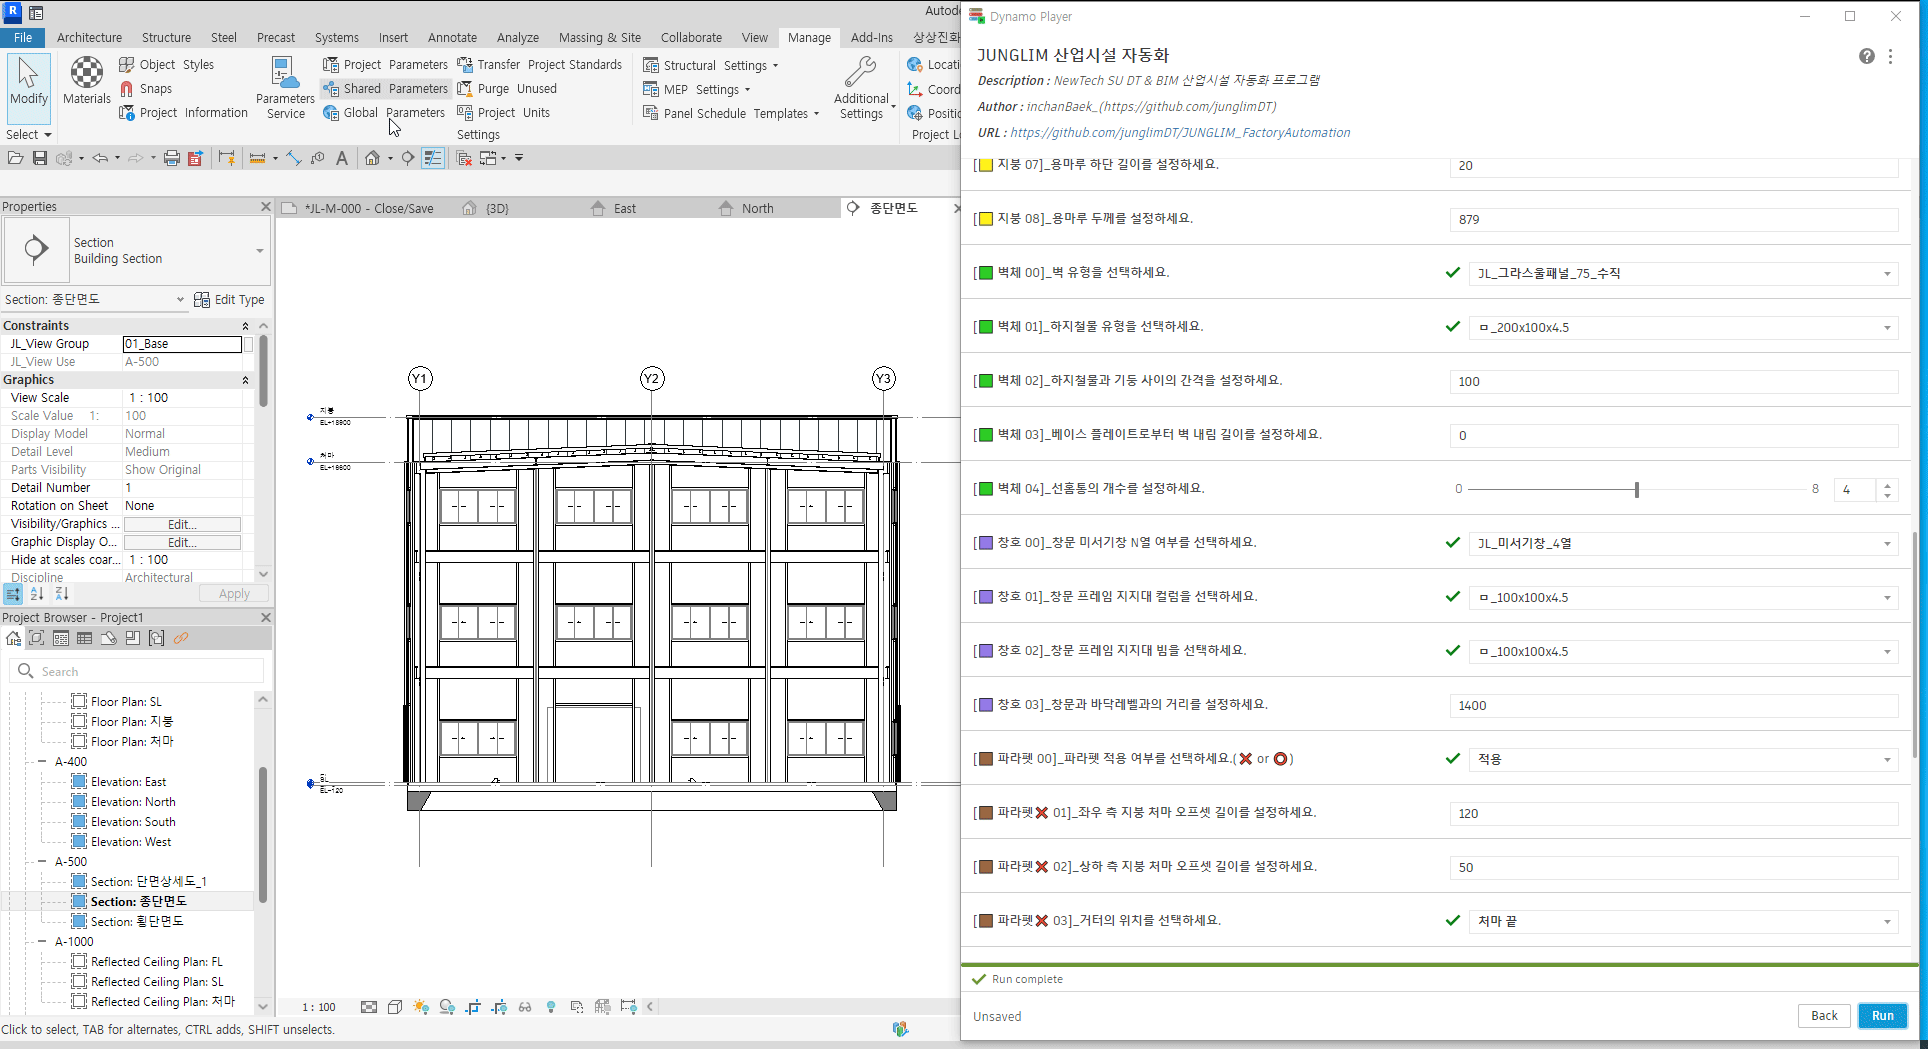 R
Autod
File Architecture Structure Steel Precast Systems Insert Annotate Analyze Massing & Site Collaborate View Manage Add-Ins 상상진화
Modify
Select
Materials
Object Styles
Snaps
Project Information
Parameters Service
Project Parameters
Shared Parameters
Global Parameters
Transfer Project Standards
Purge Unused
Project Units
Settings
Structural Settings
MEP Settings
Panel Schedule Templates
Additional Settings
Locati
Coord
Positic
Project Lo
Properties
Section
Building Section
Section: 종단면도
Edit Type
Constraints
JL_View Group 01_Base
JL_View Use A-500
Graphics
View Scale 1 : 100
Scale Value 1: 100
Display Model Normal
Detail Level Medium
Parts Visibility Show Original
Detail Number 1
Rotation on Sheet None
Visibility/Graphics ... Edit...
Graphic Display O... Edit...
Hide at scales coar... 1 : 100
Discipline Architectural
Apply
Project Browser - Project1
Search
Floor Plan: SL
Floor Plan: 지붕
Floor Plan: 처마
A-400
Elevation: East
Elevation: North
Elevation: South
Elevation: West
A-500
Section: 단면상세도_1
Section: 종단면도
Section: 횡단면도
A-1000
Reflected Ceiling Plan: FL
Reflected Ceiling Plan: SL
Reflected Ceiling Plan: 처마
*JL-M-000 - Close/Save {3D} East North 종단면도
Y1 Y2 Y3
지붕
EL+18900
처마
EL+16600
EL-120
1 : 100
Click to select, TAB for alternates, CTRL adds, SHIFT unselects.
Dynamo Player
JUNGLIM 산업시설 자동화
Description : NewTech SU DT & BIM 산업시설 자동화 프로그램
Author : inchanBaek_(https://github.com/junglimDT)
URL : https://github.com/junglimDT/JUNGLIM_FactoryAutomation
[🟨 지붕 07]_용마루 하단 길이를 설정하세요. 20
[🟨 지붕 08]_용마루 두께를 설정하세요. 879
[🟩 벽체 00]_벽 유형을 선택하세요. JL_그라스울패널_75_수직
[🟩 벽체 01]_하지철물 유형을 선택하세요. ㅁ_200x100x4.5
[🟩 벽체 02]_하지철물과 기둥 사이의 간격을 설정하세요. 100
[🟩 벽체 03]_베이스 플레이트로부터 벽 내림 길이를 설정하세요. 0
[🟩 벽체 04]_선홈통의 개수를 설정하세요. 0 8 4
[🟪 창호 00]_창문 미서기창 N열 여부를 선택하세요. JL_미서기창_4열
[🟪 창호 01]_창문 프레임 지지대 컬럼을 선택하세요. ㅁ_100x100x4.5
[🟪 창호 02]_창문 프레임 지지대 빔을 선택하세요. ㅁ_100x100x4.5
[🟪 창호 03]_창문과 바닥레벨과의 거리를 설정하세요. 1400
[🟫 파라펫 00]_파라펫 적용 여부를 선택하세요.(❌ or ⭕) 적용
[🟫 파라펫❌ 01]_좌우 측 지붕 처마 오프셋 길이를 설정하세요. 120
[🟫 파라펫❌ 02]_상하 측 지붕 처마 오프셋 길이를 설정하세요. 50
[🟫 파라펫❌ 03]_거터의 위치를 선택하세요. 처마 끝
Run complete
Unsaved
Back
Run